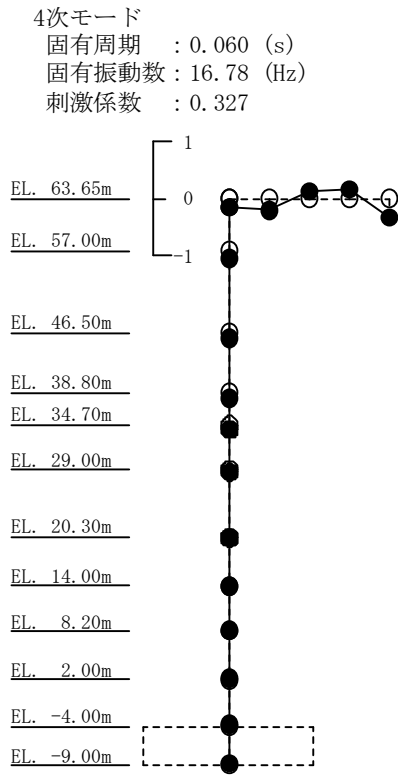 4次モード
固有周期 : 0.060 (s)
固有振動数 : 16.78 (Hz)
刺激係数 : 0.327
1
EL. 63.65m
0
EL. 57.00m
-1
EL. 46.50m
EL. 38.80m
EL. 34.70m
EL. 29.00m
EL. 20.30m
EL. 14.00m
EL. 8.20m
EL. 2.00m
EL. -4.00m
EL. -9.00m